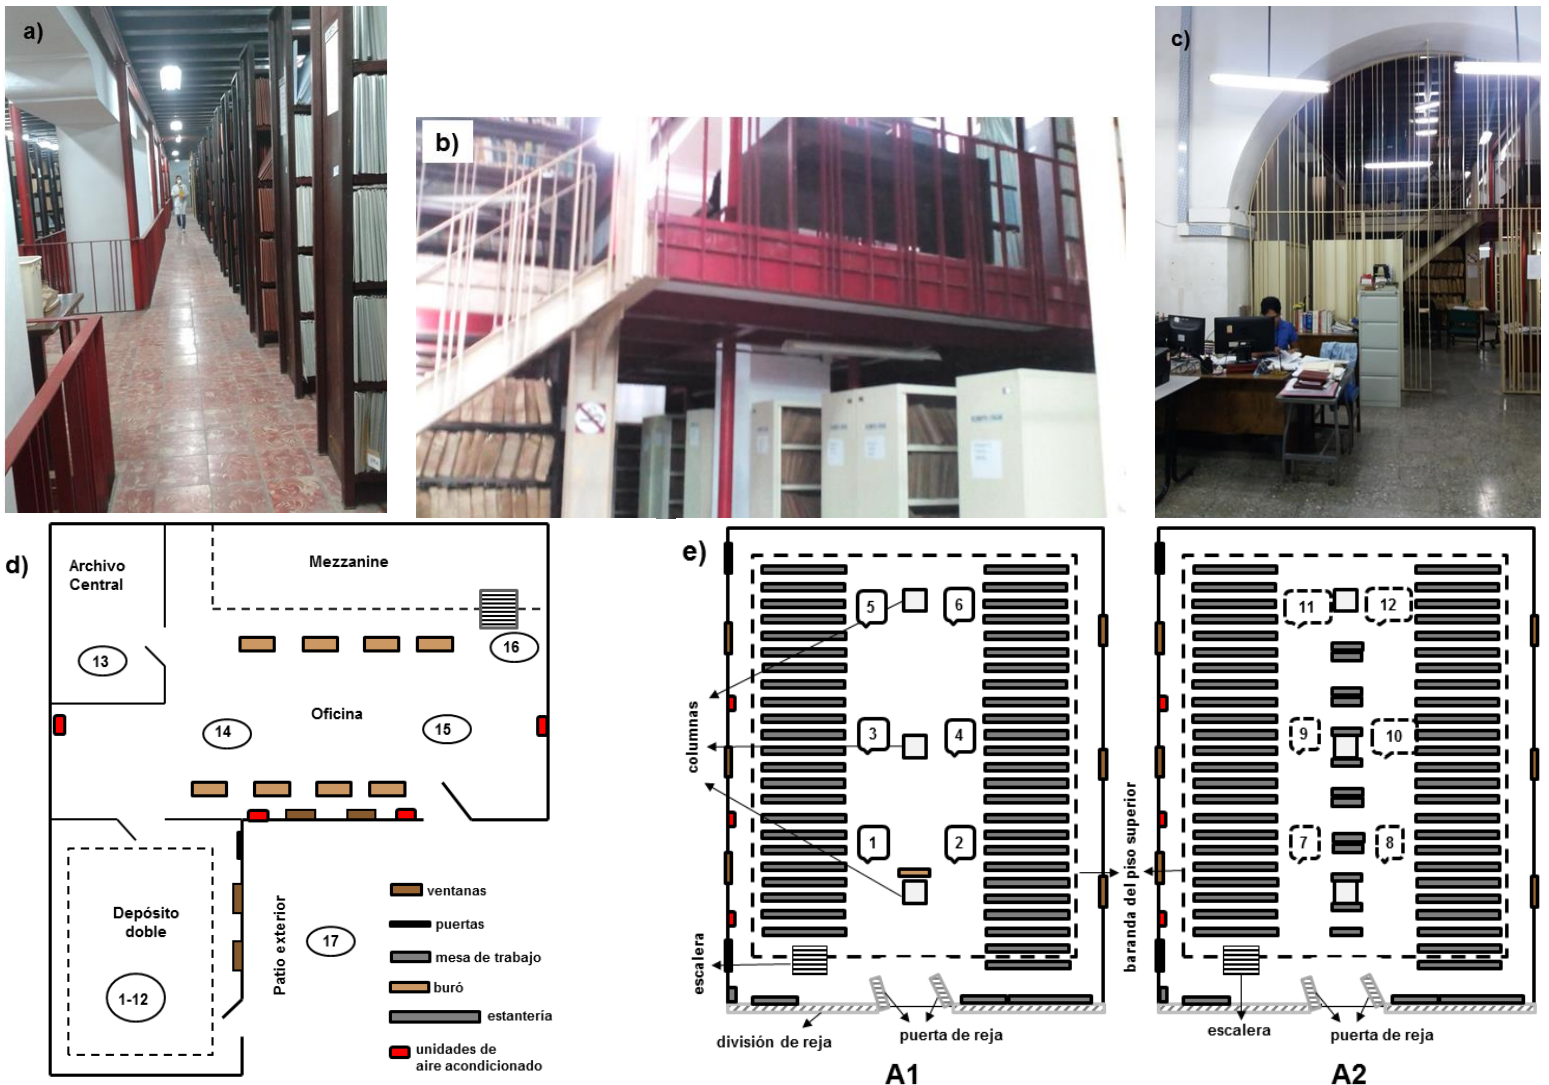 a)
b)
c)
d)
Archivo
Central
Mezzanine
13
16
Oficina
14
15
Depósito
doble
1-12
Patio exterior
17
ventanas
puertas
mesa de trabajo
buró
estantería
unidades de
aire acondicionado
e)
5
6
columnas
3
4
1
2
escalera
división de reja
puerta de reja
A1
baranda del piso superior
11
12
9
10
7
8
escalera
puerta de reja
A2